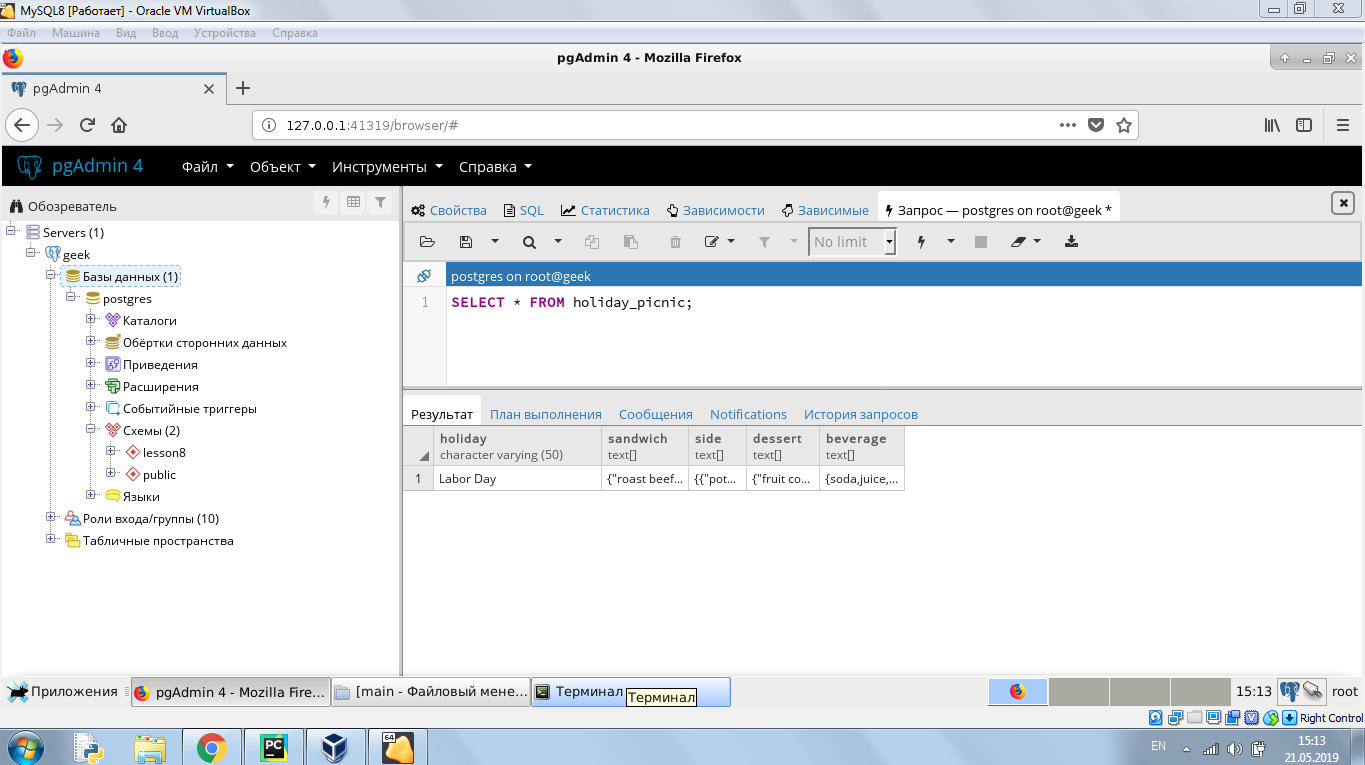 MySQL8 [Работает] - Oracle VM VirtualBox
Файл Машина Вид Ввод Устройства Справка
pgAdmin 4 - Mozilla Firefox
pgAdmin 4
127.0.0.1:41319/browser/#
pgAdmin 4 Файл Объект Инструменты Справка
Обозреватель
Servers (1)
geek
Базы данных (1)
postgres
Каталоги
Обёртки сторонних данных
Приведения
Расширения
Событийные триггеры
Схемы (2)
lesson8
public
Языки
Роли входа/группы (10)
Табличные пространства
Свойства SQL Статистика Зависимости Зависимые Запрос — postgres on root@geek *
No limit
postgres on root@geek
1 SELECT * FROM holiday_picnic;
Результат План выполнения Сообщения Notifications История запросов
holiday sandwich side dessert beverage
character varying (50) text[] text[] text[] text[]
1 Labor Day {"roast beef... {{"pot... {"fruit co... {soda,juice,...
Приложения pgAdmin 4 - Mozilla Fire... [main - Файловый мене... Терминал 15:13 root
Терминал
Right Control
PC 64 EN 15:13
21.05.2019